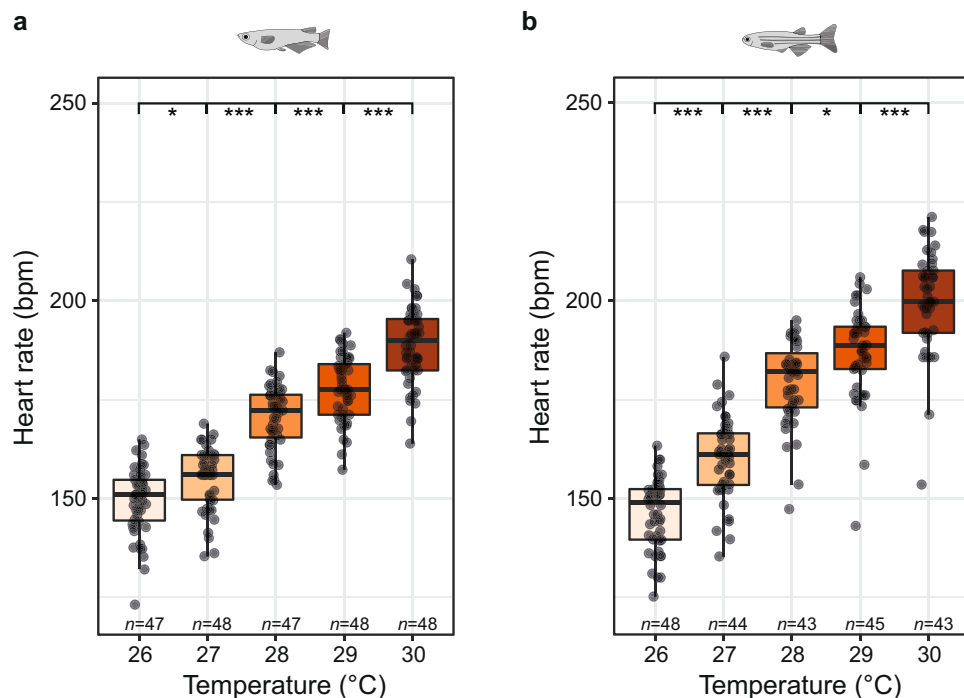 a
250
200
150
Heart rate (bpm)
* *** *** ***
n=47 n=48 n=47 n=48 n=48
26 27 28 29 30
Temperature (°C)
b
250
200
150
Heart rate (bpm)
*** *** * ***
n=48 n=44 n=43 n=45 n=43
26 27 28 29 30
Temperature (°C)